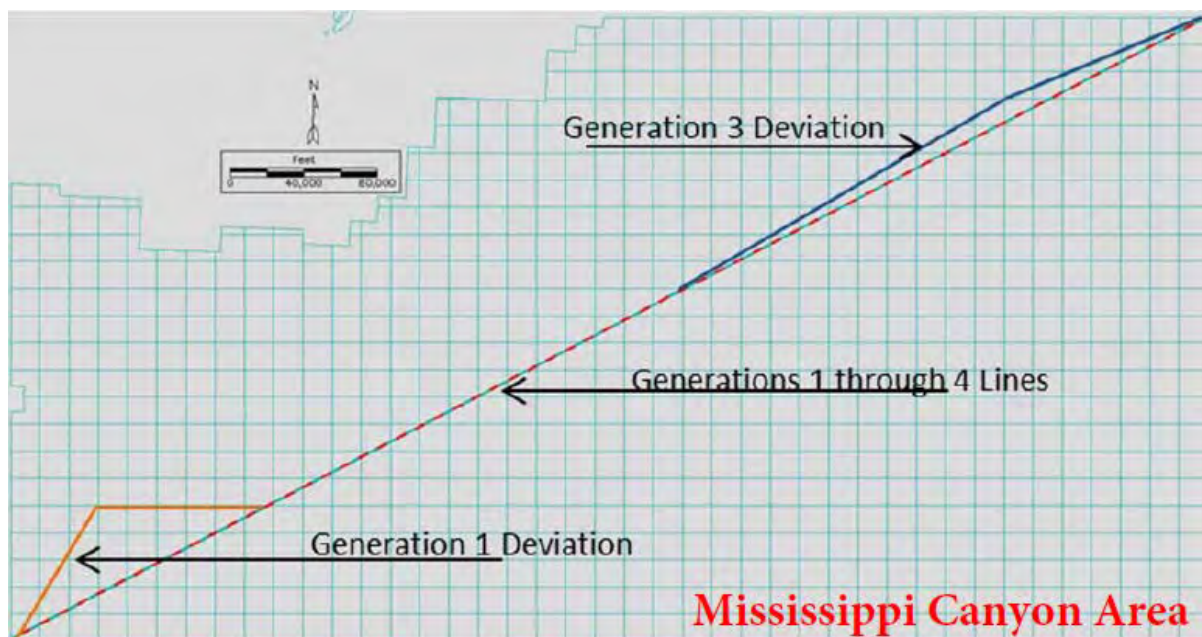 N
Feet
0 40,000 80,000
Generation 3 Deviation
Generations 1 through 4 Lines
Generation 1 Deviation
Mississippi Canyon Area